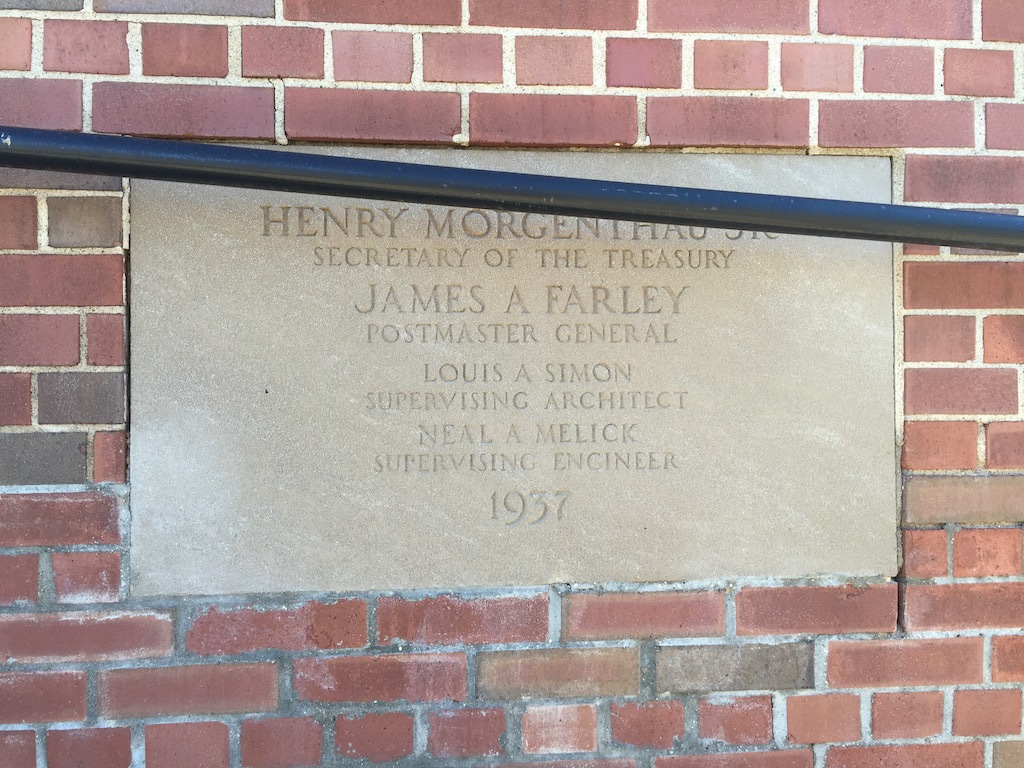 HENRY MORGENTHAU JR
SECRETARY OF THE TREASURY
JAMES A FARLEY
POSTMASTER GENERAL
LOUIS A SIMON
SUPERVISING ARCHITECT
NEAL A MELICK
SUPERVISING ENGINEER
1937